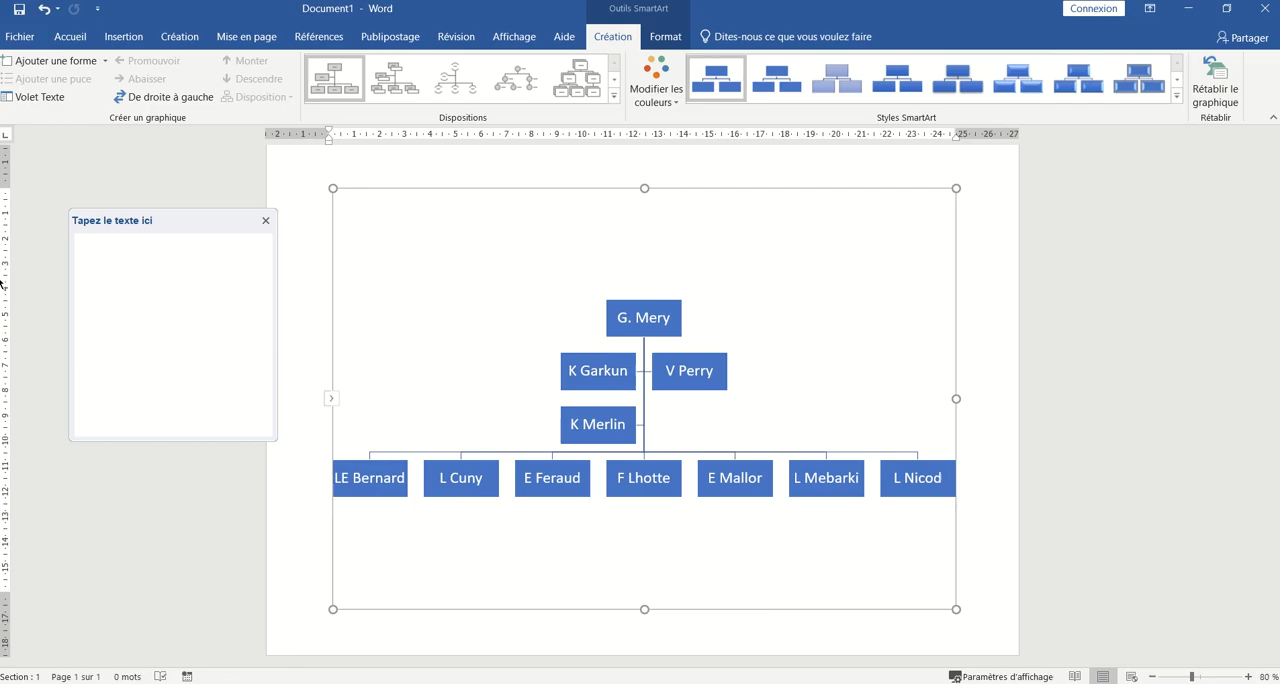 Document1 - Word
Outils SmartArt
Connexion
Fichier Accueil Insertion Création Mise en page Références Publipostage Révision Affichage Aide Création Format Dites-nous ce que vous voulez faire Partager
Ajouter une forme Promouvoir Monter
Ajouter une puce Abaisser Descendre
Volet Texte De droite à gauche Disposition
Créer un graphique
Dispositions
Modifier les
couleurs
Styles SmartArt
Rétablir le
graphique
Rétablir
Tapez le texte ici
G. Mery
K Garkun V Perry
K Merlin
LE Bernard L Cuny E Feraud F Lhotte E Mallor L Mebarki L Nicod
Section : 1 Page 1 sur 1 0 mots Paramètres d'affichage 80 %